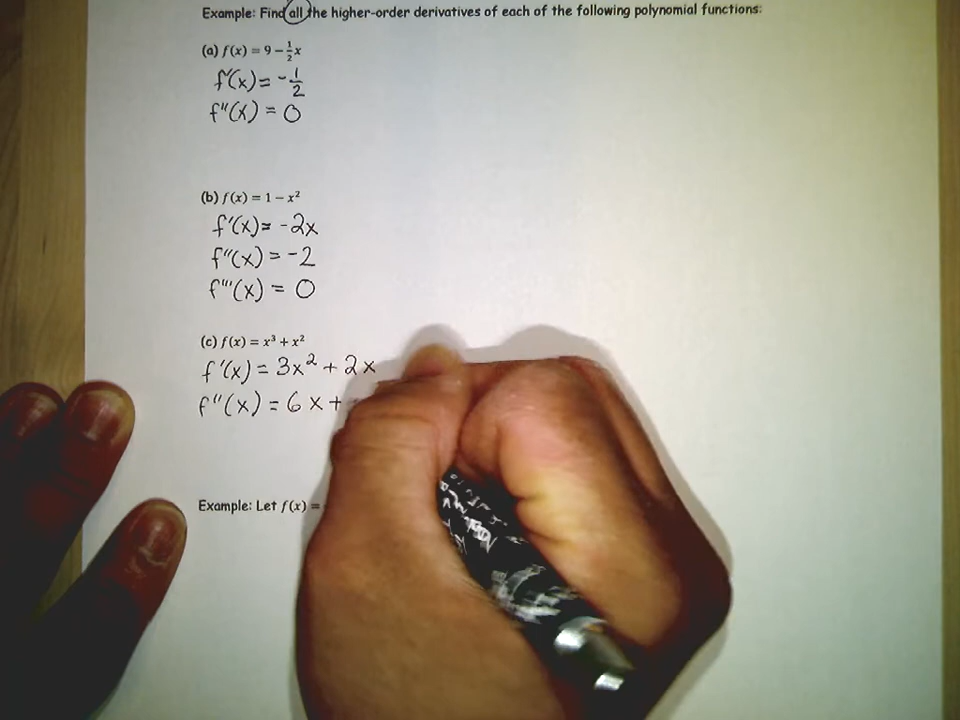 Example: Find all the higher-order derivatives of each of the following polynomial functions:
(a) f(x) = 9 − ½x
f'(x) = -1/2
f''(x) = 0
(b) f(x) = 1 − x²
f'(x) = -2x
f''(x) = -2
f'''(x) = 0
(c) f(x) = x³ + x²
f'(x) = 3x² + 2x
f''(x) = 6x +
Example: Let f(x) =